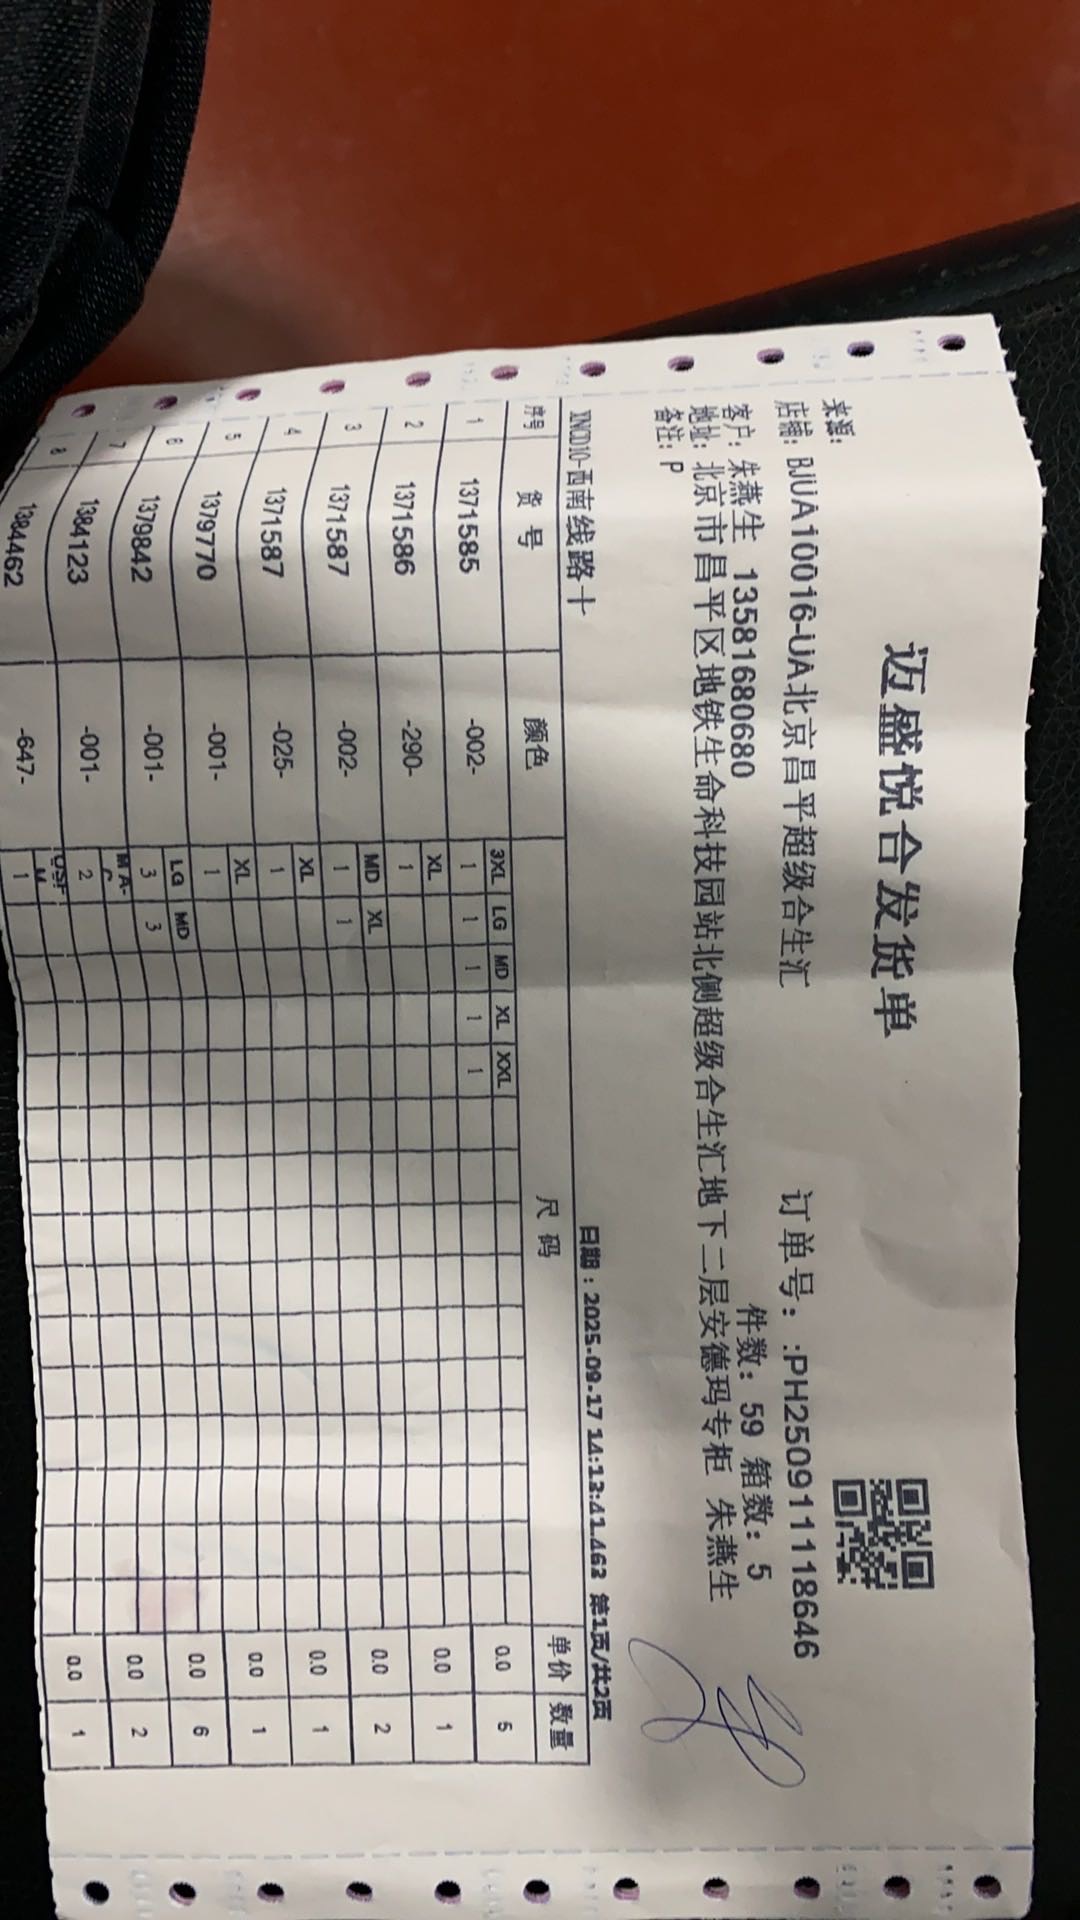 迈盛悦合发货单
来源:
店铺: BJUA10016-UA北京昌平超级合生汇 订单号: :PH25091118646
客户: 朱燕生 13581680680 件数: 59 箱数: 5
地址: 北京市昌平区地铁生命科技园站北侧超级合生汇地下二层安德玛专柜 朱燕生
备注: P
XNCD10-西南线路十 日期:2025-09-17 14:13:41.463 第1页/共2页
序号 货号 颜色 尺码 单价 数量
3XL LG MD XL XXL
1 1371585 -002- 1 1 1 1 1 0.0 5
XL
2 1371586 -290- 1 0.0 1
MD XL
3 1371587 -002- 1 1 0.0 2
XL
4 1371587 -025- 1 0.0 1
XL
5 1379770 -001- 1 0.0 1
LG MD
6 1379842 -001- 3 3 0.0 6
7 1384123 -001- 2 0.0 2
8 1384462 -647- 1 0.0 1